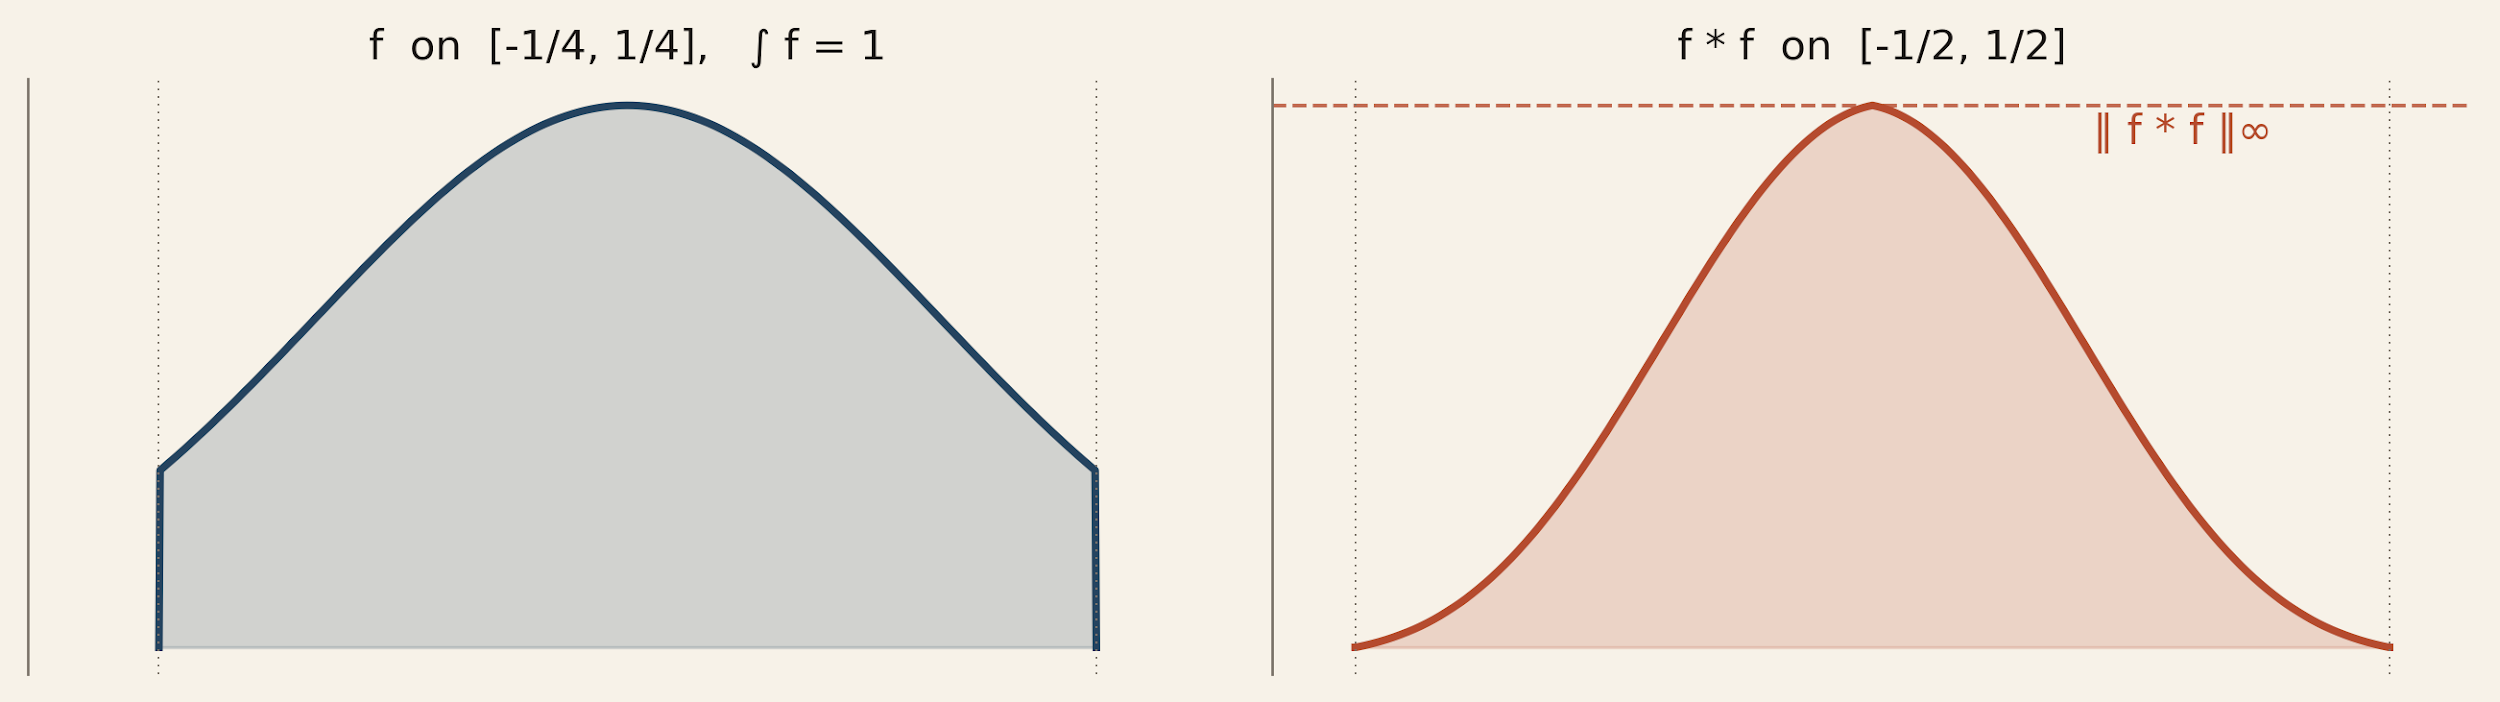 f on [-1/4, 1/4], ∫ f = 1
f * f on [-1/2, 1/2]
‖ f * f ‖∞